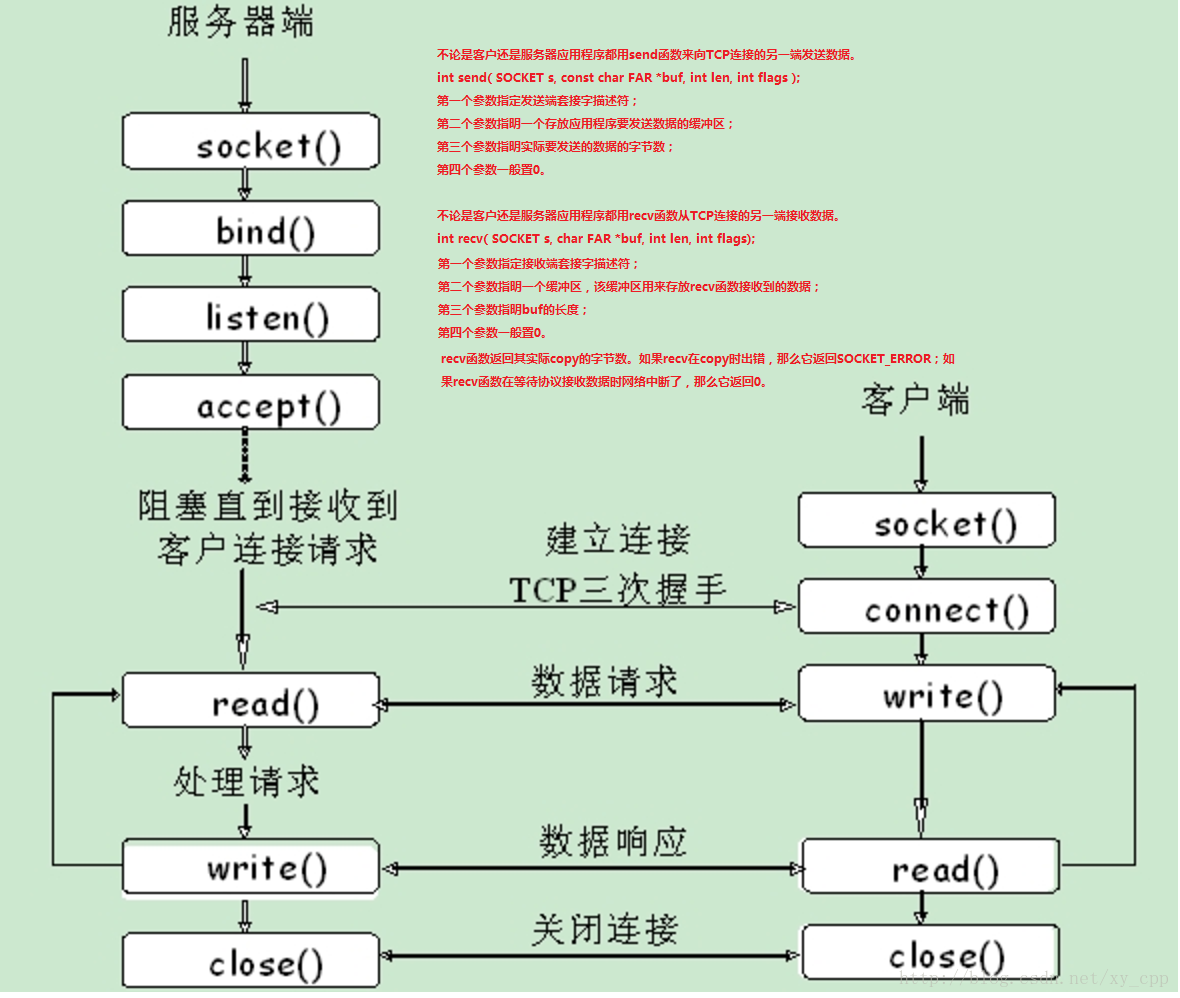 服务器端
不论是客户还是服务器应用程序都用send函数来向TCP连接的另一端发送数据。
int send( SOCKET s, const char FAR *buf, int len, int flags );
第一个参数指定发送端套接字描述符；
第二个参数指明一个存放应用程序要发送数据的缓冲区；
第三个参数指明实际要发送的数据的字节数；
第四个参数一般置0。
不论是客户还是服务器应用程序都用recv函数从TCP连接的另一端接收数据。
int recv( SOCKET s, char FAR *buf, int len, int flags);
第一个参数指定接收端套接字描述符；
第二个参数指明一个缓冲区，该缓冲区用来存放recv函数接收到的数据；
第三个参数指明buf的长度；
第四个参数一般置0。
recv函数返回其实际copy的字节数。如果recv在copy时出错，那么它返回SOCKET_ERROR；如
果recv函数在等待协议接收数据时网络中断了，那么它返回0。
socket()
bind()
listen()
accept()
阻塞直到接收到
客户连接请求
read()
处理请求
write()
close()
建立连接
TCP三次握手
数据请求
数据响应
关闭连接
客户端
socket()
connect()
write()
read()
close()
http://blog.csdn.net/xy_cpp